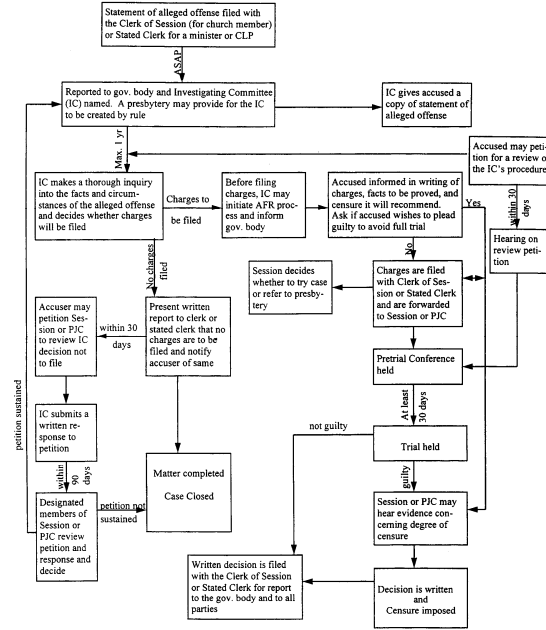 Statement of alleged offense filed with
the Clerk of Session (for church member)
or Stated Clerk for a minister or CLP
ASAP
Reported to gov. body and Investigating Committee
(IC) named. A presbytery may provide for the IC
to be created by rule
IC gives accused a
copy of statement of
alleged offense
Max. 1 yr
Accused may peti-
tion for a review of
the IC's procedure
IC makes a thorough inquiry
into the facts and circum-
stances of the alleged offense
and decides whether charges
will be filed
Charges to
be filed
Before filing
charges, IC may
initiate AFR proc-
ess and inform
gov. body
Accused informed in writing of
charges, facts to be proved, and
censure it will recommend.
Ask if accused wishes to plead
guilty to avoid full trial
Yes
within 30
days
Hearing on
review peti-
tion
No
No charges
filed
Session decides
whether to try case
or refer to presby-
tery
Charges are filed
with Clerk of Ses-
sion or Stated Clerk
and are forwarded
to Session or PJC
Accuser may
petition Ses-
sion or PJC
to review IC
decision not
to file
within 30
days
Present written
report to clerk or
stated clerk that no
charges are to be
filed and notify
accuser of same
Pretrial Conference
held
At least
30 days
petition sustained
IC submits a
written re-
sponse to
petition
not guilty
Trial held
within
90
days
Matter completed
Case Closed
guilty
Designated
members of
Session or
PJC review
petition and
response and
decide
petition not
sustained
Session or PJC may
hear evidence con-
cerning degree of
censure
Written decision is filed
with the Clerk of Session
or Stated Clerk for report
to the gov. body and to all
parties
Decision is written
and
Censure imposed